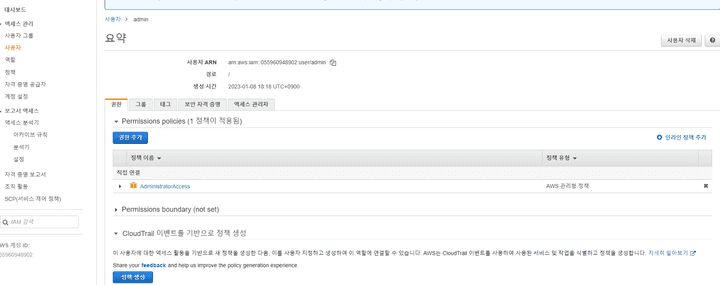 대시보드
액세스 관리
사용자 그룹
사용자
역할
정책
자격 증명 공급자
계정 설정
보고서 액세스
액세스 분석기
아카이브 규칙
분석기
설정
자격 증명 보고서
조직 활동
SCP(서비스 제어 정책)
IAM 검색
WS 계정 ID:
05960948902
사용자 > admin
요약
사용자 삭제
사용자 ARN arn:aws:iam::055960948902:user/admin
경로 /
생성 시간 2023-01-08 18:18 UTC+0900
권한 그룹 태그 보안 자격 증명 액세스 관리자
Permissions policies (1 정책이 적용됨)
권한 추가 인라인 정책 추가
정책 이름 정책 유형
직접 연결
AdministratorAccess AWS 관리형 정책
Permissions boundary (not set)
CloudTrail 이벤트를 기반으로 정책 생성
이 사용자에 대한 액세스 활동을 기반으로 새 정책을 생성한 다음, 이를 사용자 지정하고 생성하여 이 역할에 연결할 수 있습니다. AWS는 CloudTrail 이벤트를 사용하여 사용된 서비스 및 작업을 식별하고 정책을 생성합니다. 자세히 알아보기
Share your feedback and help us improve the policy generation experience.
정책 생성